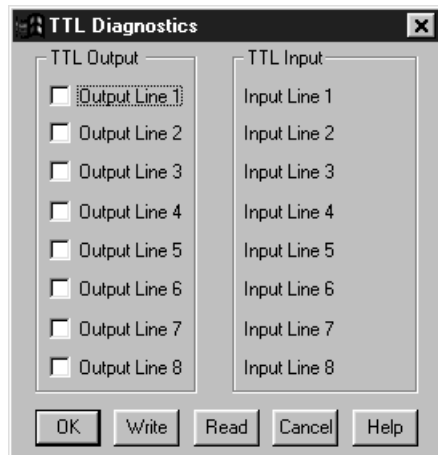 TTL Diagnostics
TTL Output
Output Line 1
Output Line 2
Output Line 3
Output Line 4
Output Line 5
Output Line 6
Output Line 7
Output Line 8
TTL Input
Input Line 1
Input Line 2
Input Line 3
Input Line 4
Input Line 5
Input Line 6
Input Line 7
Input Line 8
OK Write Read Cancel Help